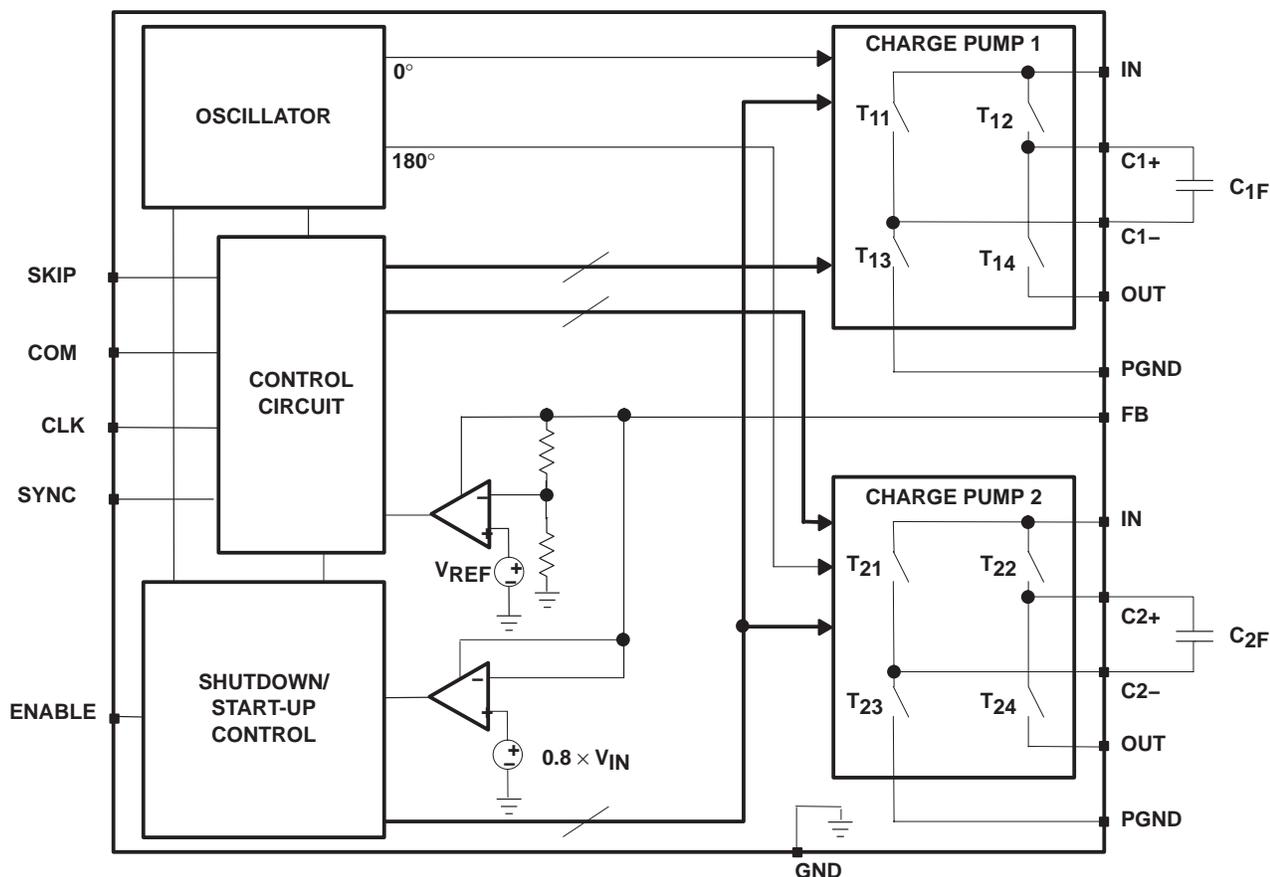 OSCILLATOR
0°
180°
CHARGE PUMP 1
T11
T12
T13
T14
IN
C1+
C1F
C1−
OUT
PGND
SKIP
COM
CLK
SYNC
CONTROL
CIRCUIT
FB
−
+
VREF
+
−
CHARGE PUMP 2
T21
T22
T23
T24
IN
C2+
C2F
C2−
OUT
PGND
ENABLE
SHUTDOWN/
START-UP
CONTROL
−
+
+
−
0.8 × VIN
GND